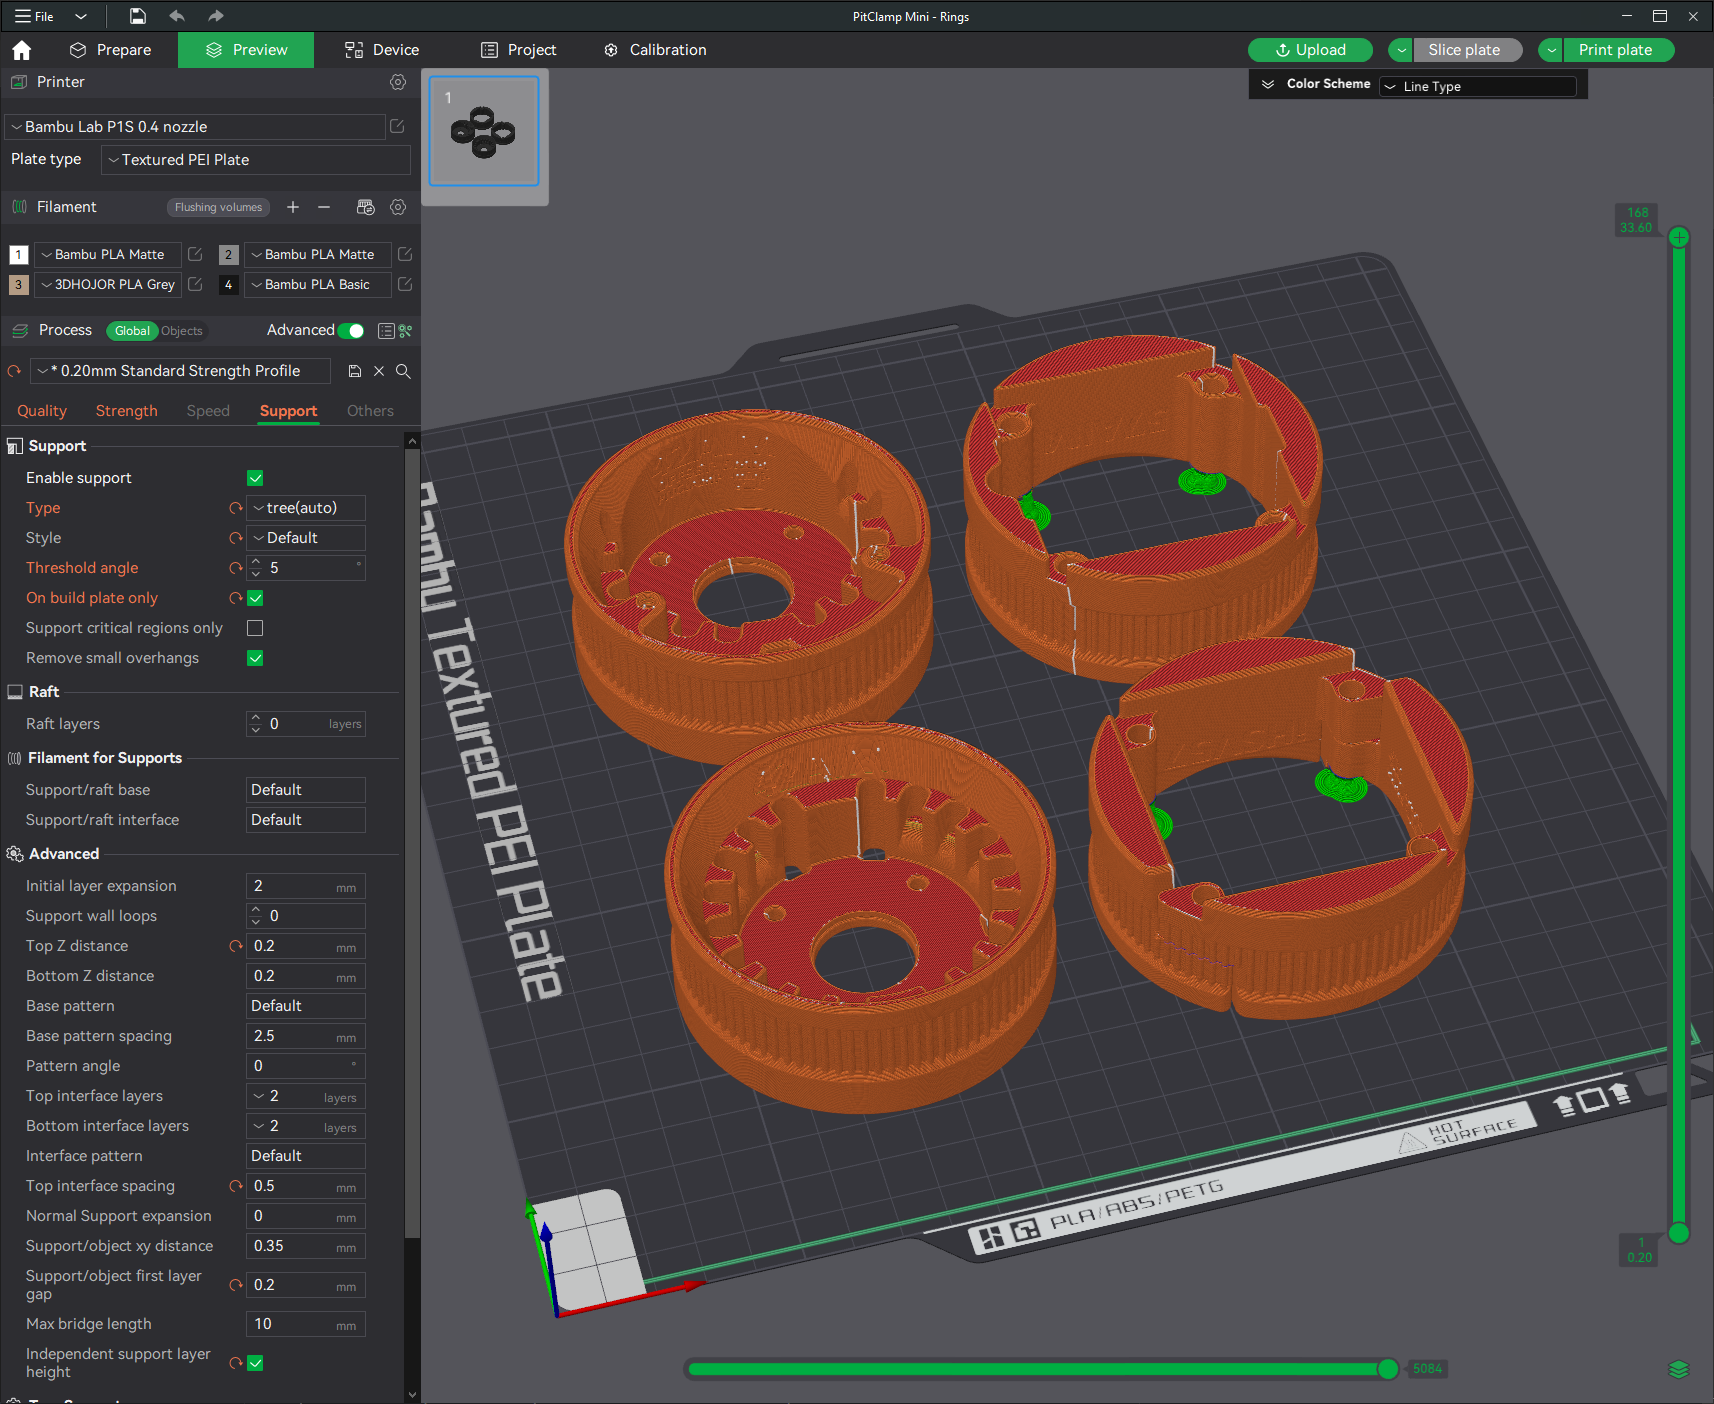 File
PitClamp Mini - Rings
Prepare
Preview
Device
Project
Calibration
Upload
Slice plate
Print plate
Printer
Color Scheme
Line Type
1
Bambu Lab P1S 0.4 nozzle
Plate type
Textured PEI Plate
Filament
Flushing volumes
1 Bambu PLA Matte
2 Bambu PLA Matte
3 3DHOJOR PLA Grey
4 Bambu PLA Basic
Process
Global
Objects
Advanced
* 0.20mm Standard Strength Profile
Quality
Strength
Speed
Support
Others
Support
Enable support
Type tree(auto)
Style Default
Threshold angle 5 °
On build plate only
Support critical regions only
Remove small overhangs
Raft
Raft layers 0 layers
Filament for Supports
Support/raft base Default
Support/raft interface Default
Advanced
Initial layer expansion 2 mm
Support wall loops 0
Top Z distance 0.2 mm
Bottom Z distance 0.2 mm
Base pattern Default
Base pattern spacing 2.5 mm
Pattern angle 0 °
Top interface layers 2 layers
Bottom interface layers 2 layers
Interface pattern Default
Top interface spacing 0.5 mm
Normal Support expansion 0 mm
Support/object xy distance 0.35 mm
Support/object first layer
gap 0.2 mm
Max bridge length 10 mm
Independent support layer
height
168
33.60
Bambu Textured PEI Plate
HOT
SURFACE
PLA/ABS/PETG
1
0.20
5084